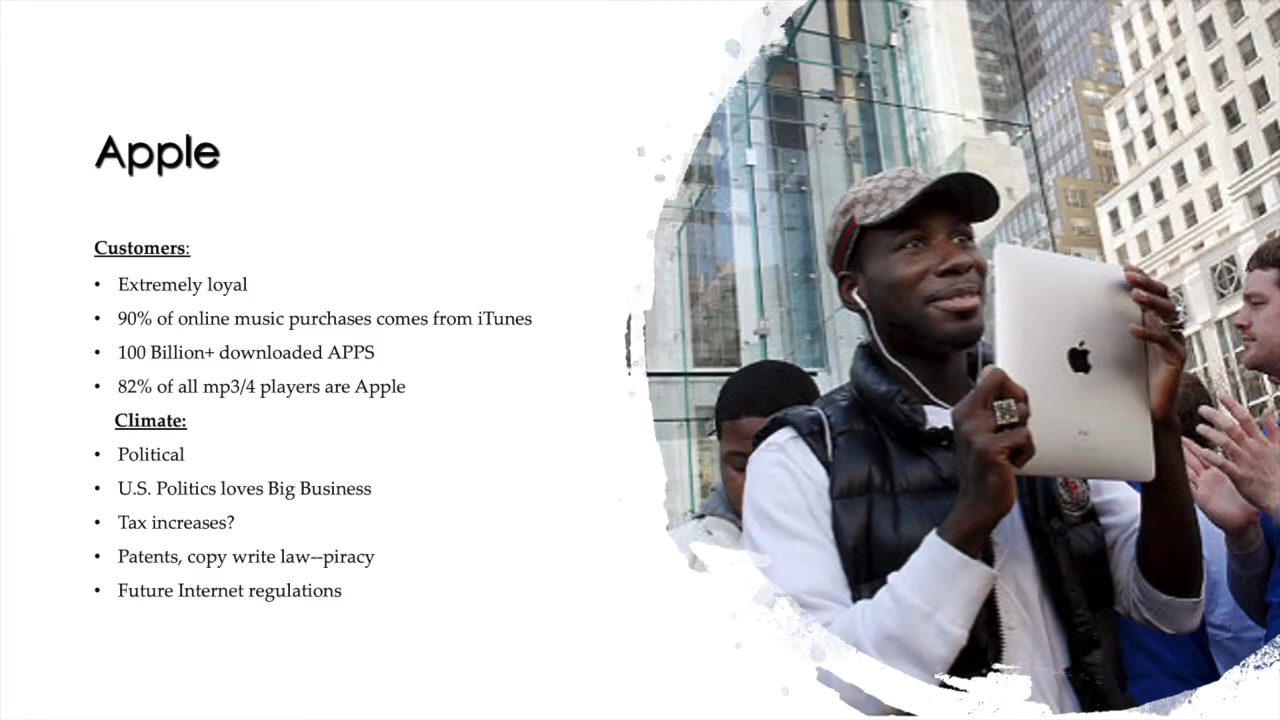 Apple
Customers:
• Extremely loyal
• 90% of online music purchases comes from iTunes
• 100 Billion+ downloaded APPS
• 82% of all mp3/4 players are Apple
Climate:
• Political
• U.S. Politics loves Big Business
• Tax increases?
• Patents, copy write law--piracy
• Future Internet regulations